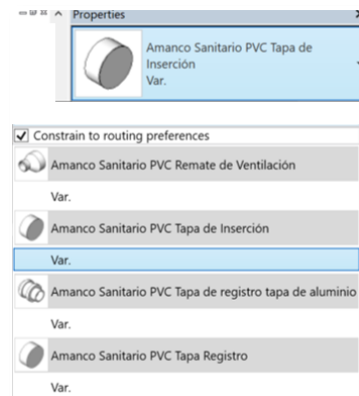 Properties
Amanco Sanitario PVC Tapa de
Inserción
Var.
Constrain to routing preferences
Amanco Sanitario PVC Remate de Ventilación
Var.
Amanco Sanitario PVC Tapa de Inserción
Var.
Amanco Sanitario PVC Tapa de registro tapa de aluminio
Var.
Amanco Sanitario PVC Tapa Registro
Var.